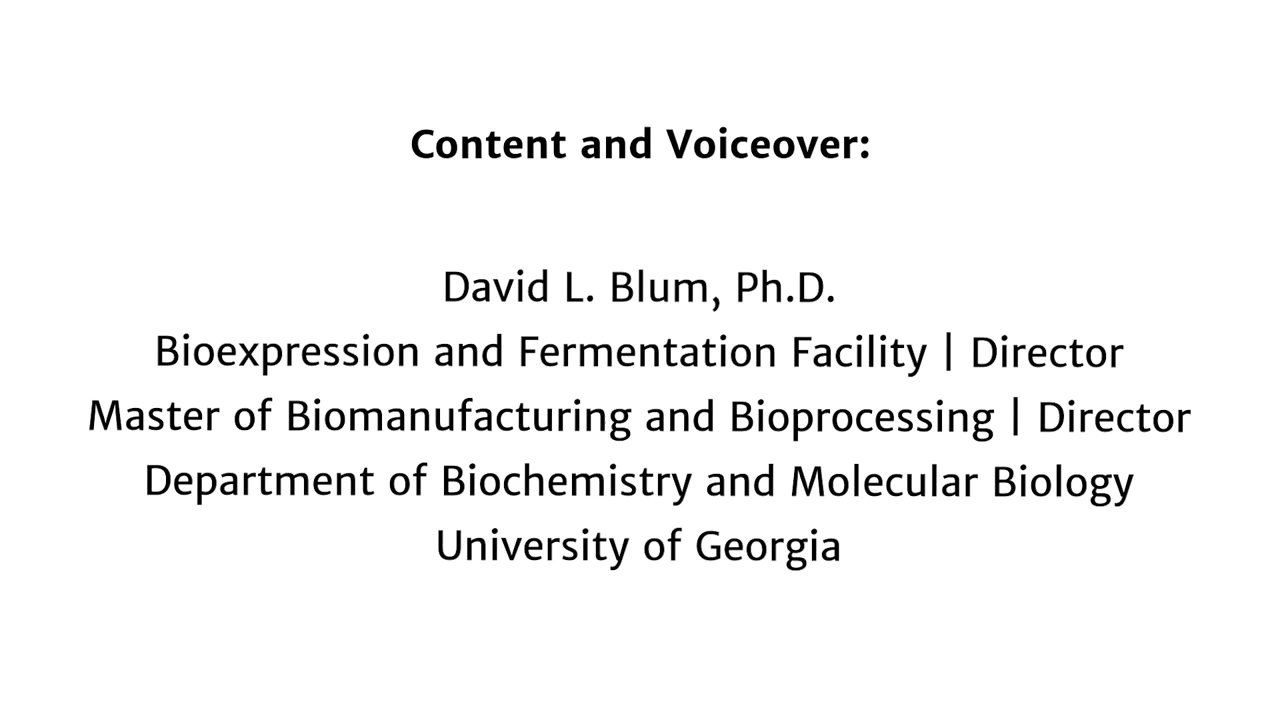 Content and Voiceover:
David L. Blum, Ph.D.
Bioexpression and Fermentation Facility | Director
Master of Biomanufacturing and Bioprocessing | Director
Department of Biochemistry and Molecular Biology
University of Georgia